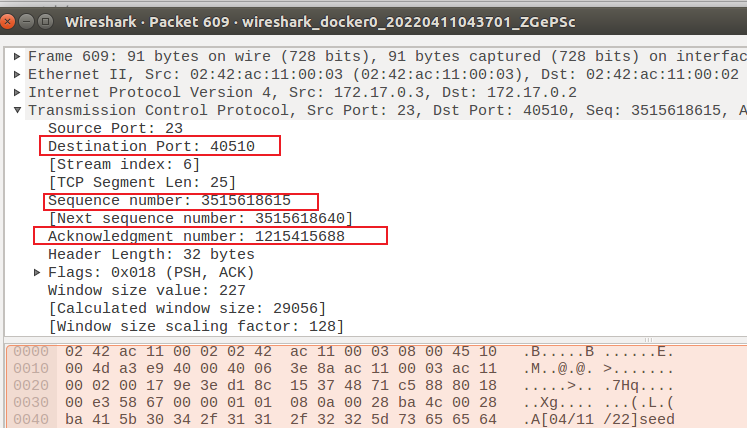 Wireshark · Packet 609 · wireshark_docker0_20220411043701_ZGePSc
Frame 609: 91 bytes on wire (728 bits), 91 bytes captured (728 bits) on interfac
Ethernet II, Src: 02:42:ac:11:00:03 (02:42:ac:11:00:03), Dst: 02:42:ac:11:00:02
Internet Protocol Version 4, Src: 172.17.0.3, Dst: 172.17.0.2
Transmission Control Protocol, Src Port: 23, Dst Port: 40510, Seq: 3515618615, A
Source Port: 23
Destination Port: 40510
[Stream index: 6]
[TCP Segment Len: 25]
Sequence number: 3515618615
[Next sequence number: 3515618640]
Acknowledgment number: 1215415688
Header Length: 32 bytes
Flags: 0x018 (PSH, ACK)
Window size value: 227
[Calculated window size: 29056]
[Window size scaling factor: 128]
0000 02 42 ac 11 00 02 02 42 ac 11 00 03 08 00 45 10 .B.....B ......E.
0010 00 4d a3 e9 40 00 40 06 3e 8a ac 11 00 03 ac 11 .M..@.@. >.......
0020 00 02 00 17 9e 3e d1 8c 15 37 48 71 c5 88 80 18 .....>.. .7Hq....
0030 00 e3 58 67 00 00 01 01 08 0a 00 28 ba 4c 00 28 ..Xg.... ...(.L.(
0040 ba 41 5b 30 34 2f 31 31 2f 32 32 5d 73 65 65 64 .A[04/11 /22]seed